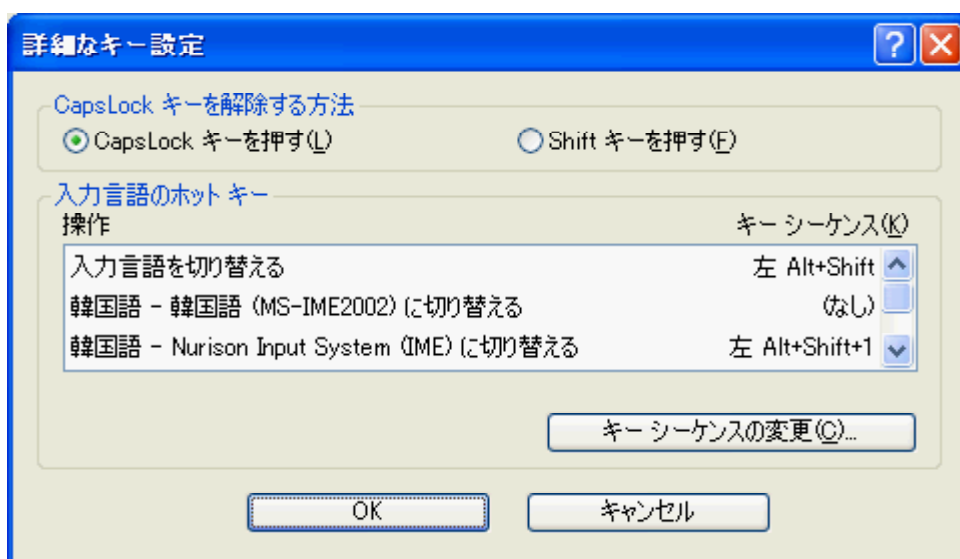 詳細なキー設定
CapsLock キーを解除する方法
CapsLock キーを押す(L) Shift キーを押す(F)
入力言語のホット キー
操作 キー シーケンス(K)
入力言語を切り替える 左 Alt+Shift
韓国語 - 韓国語 (MS-IME2002) に切り替える (なし)
韓国語 - Nurison Input System (IME) に切り替える 左 Alt+Shift+1
キー シーケンスの変更(C)...
OK キャンセル